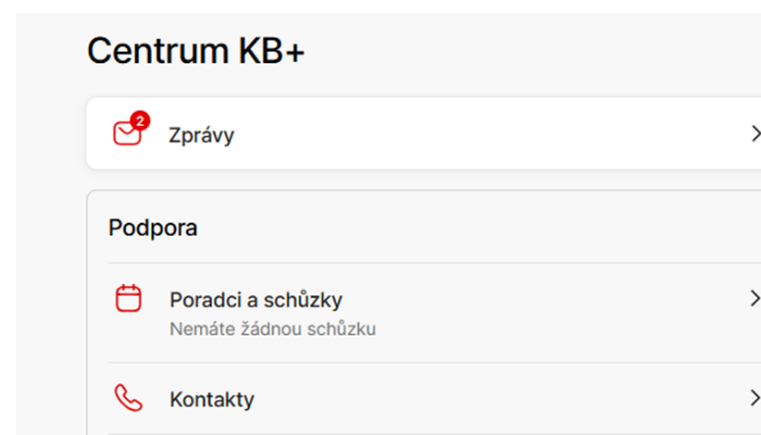 Centrum KB+
2
Zprávy
Podpora
Poradci a schůzky
Nemáte žádnou schůzku
Kontakty